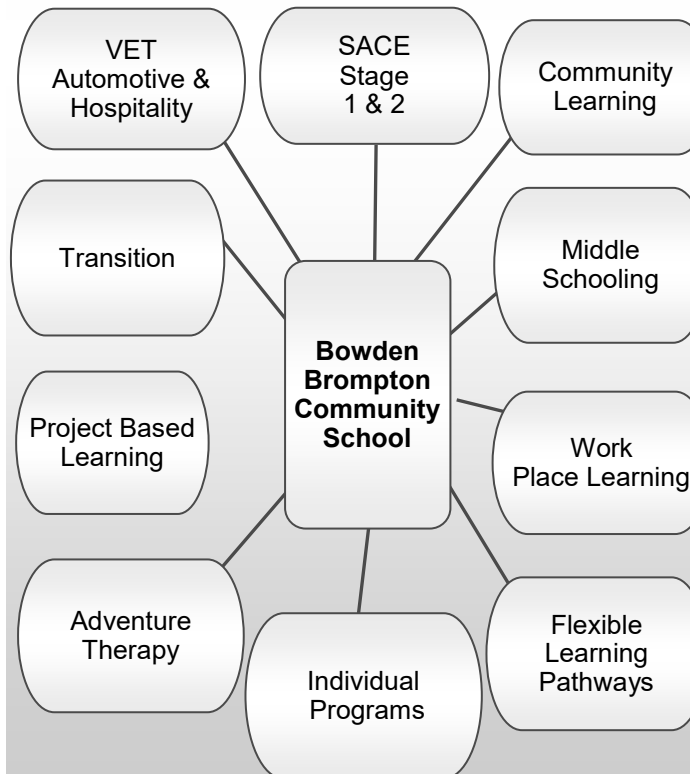 VET
Automotive &
Hospitality
SACE
Stage
1 & 2
Community
Learning
Transition
Middle
Schooling
Bowden
Brompton
Community
School
Project Based
Learning
Work
Place Learning
Adventure
Therapy
Individual
Programs
Flexible
Learning
Pathways